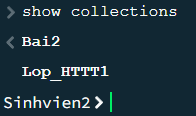 > show collections
< Bai2
Lop_HTTT1
Sinhvien2>